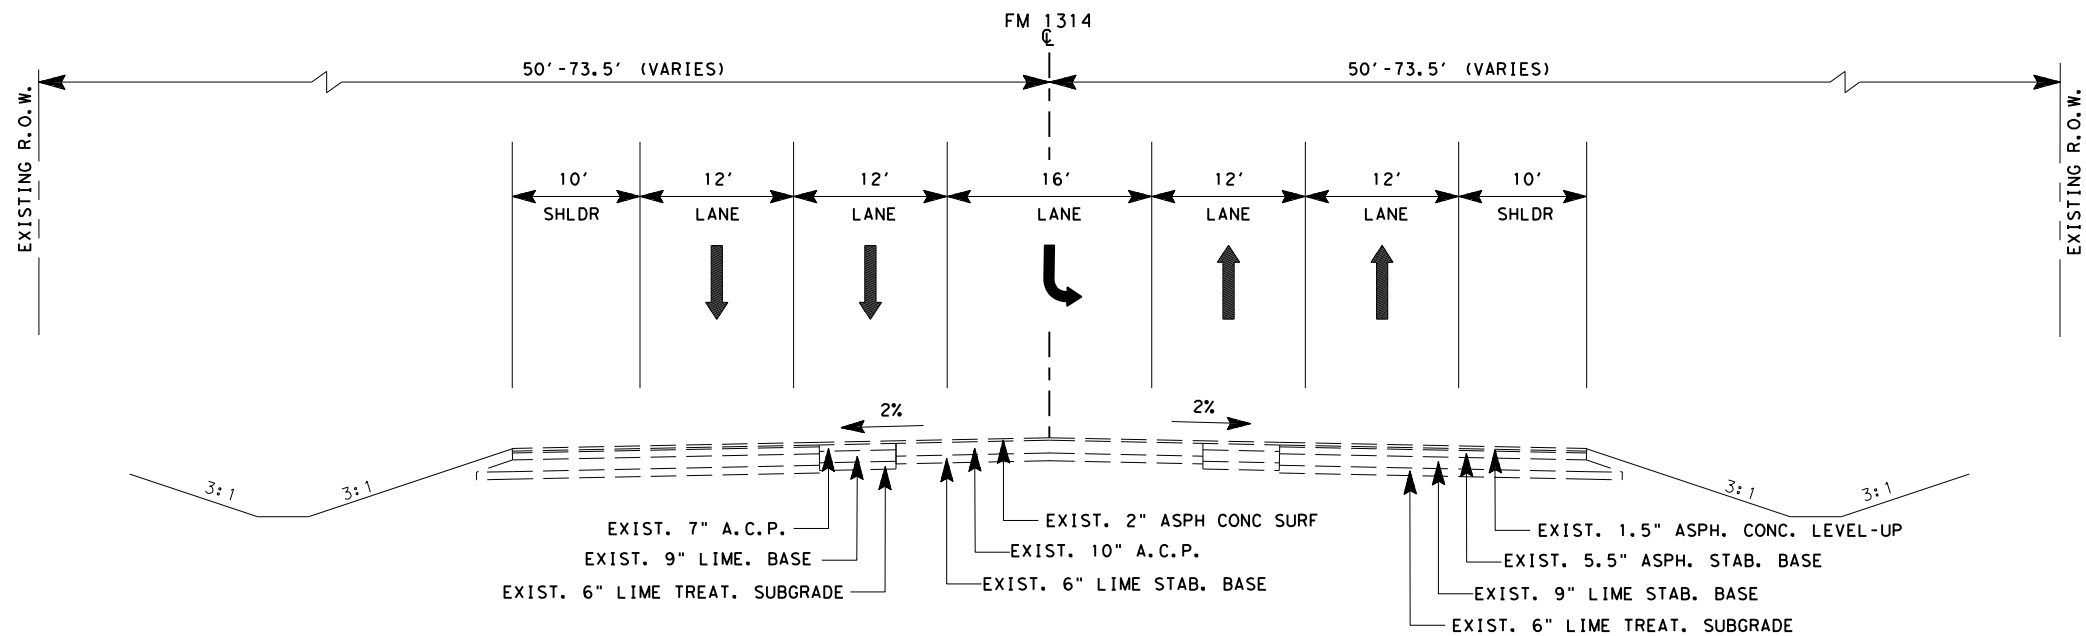 FM 1314
℄
50'-73.5' (VARIES)
50'-73.5' (VARIES)
EXISTING R.O.W.
EXISTING R.O.W.
10'
12'
12'
16'
12'
12'
10'
SHLDR
LANE
LANE
LANE
LANE
LANE
SHLDR
2%
2%
3:1
3:1
3:1
3:1
EXIST. 7" A.C.P.
EXIST. 9" LIME. BASE
EXIST. 6" LIME TREAT. SUBGRADE
EXIST. 2" ASPH CONC SURF
EXIST. 10" A.C.P.
EXIST. 6" LIME STAB. BASE
EXIST. 1.5" ASPH. CONC. LEVEL-UP
EXIST. 5.5" ASPH. STAB. BASE
EXIST. 9" LIME STAB. BASE
EXIST. 6" LIME TREAT. SUBGRADE